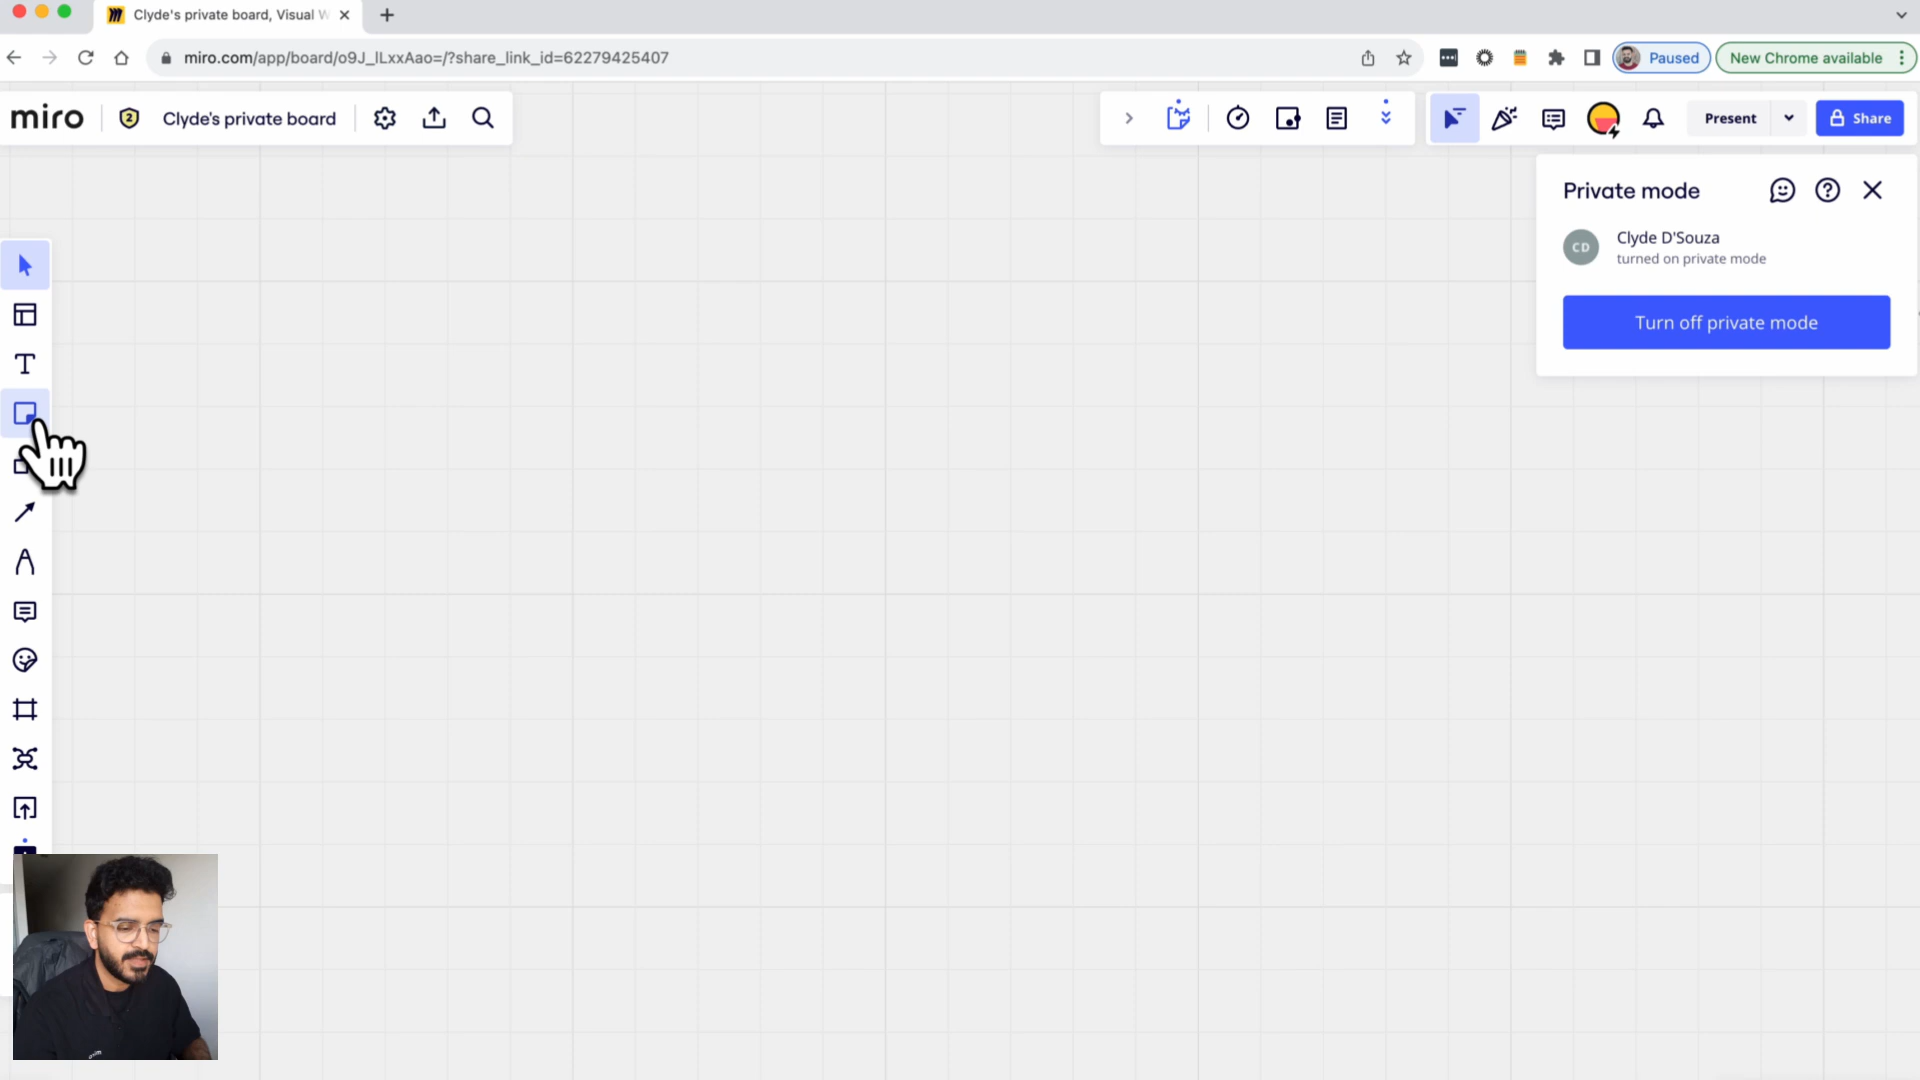 Clyde's private board, Visual W
miro.com/app/board/o9J_lLxxAao=/?share_link_id=62279425407
Paused
New Chrome available
miro
2
Clyde's private board
Present
Share
Private mode
CD
Clyde D'Souza
turned on private mode
Turn off private mode